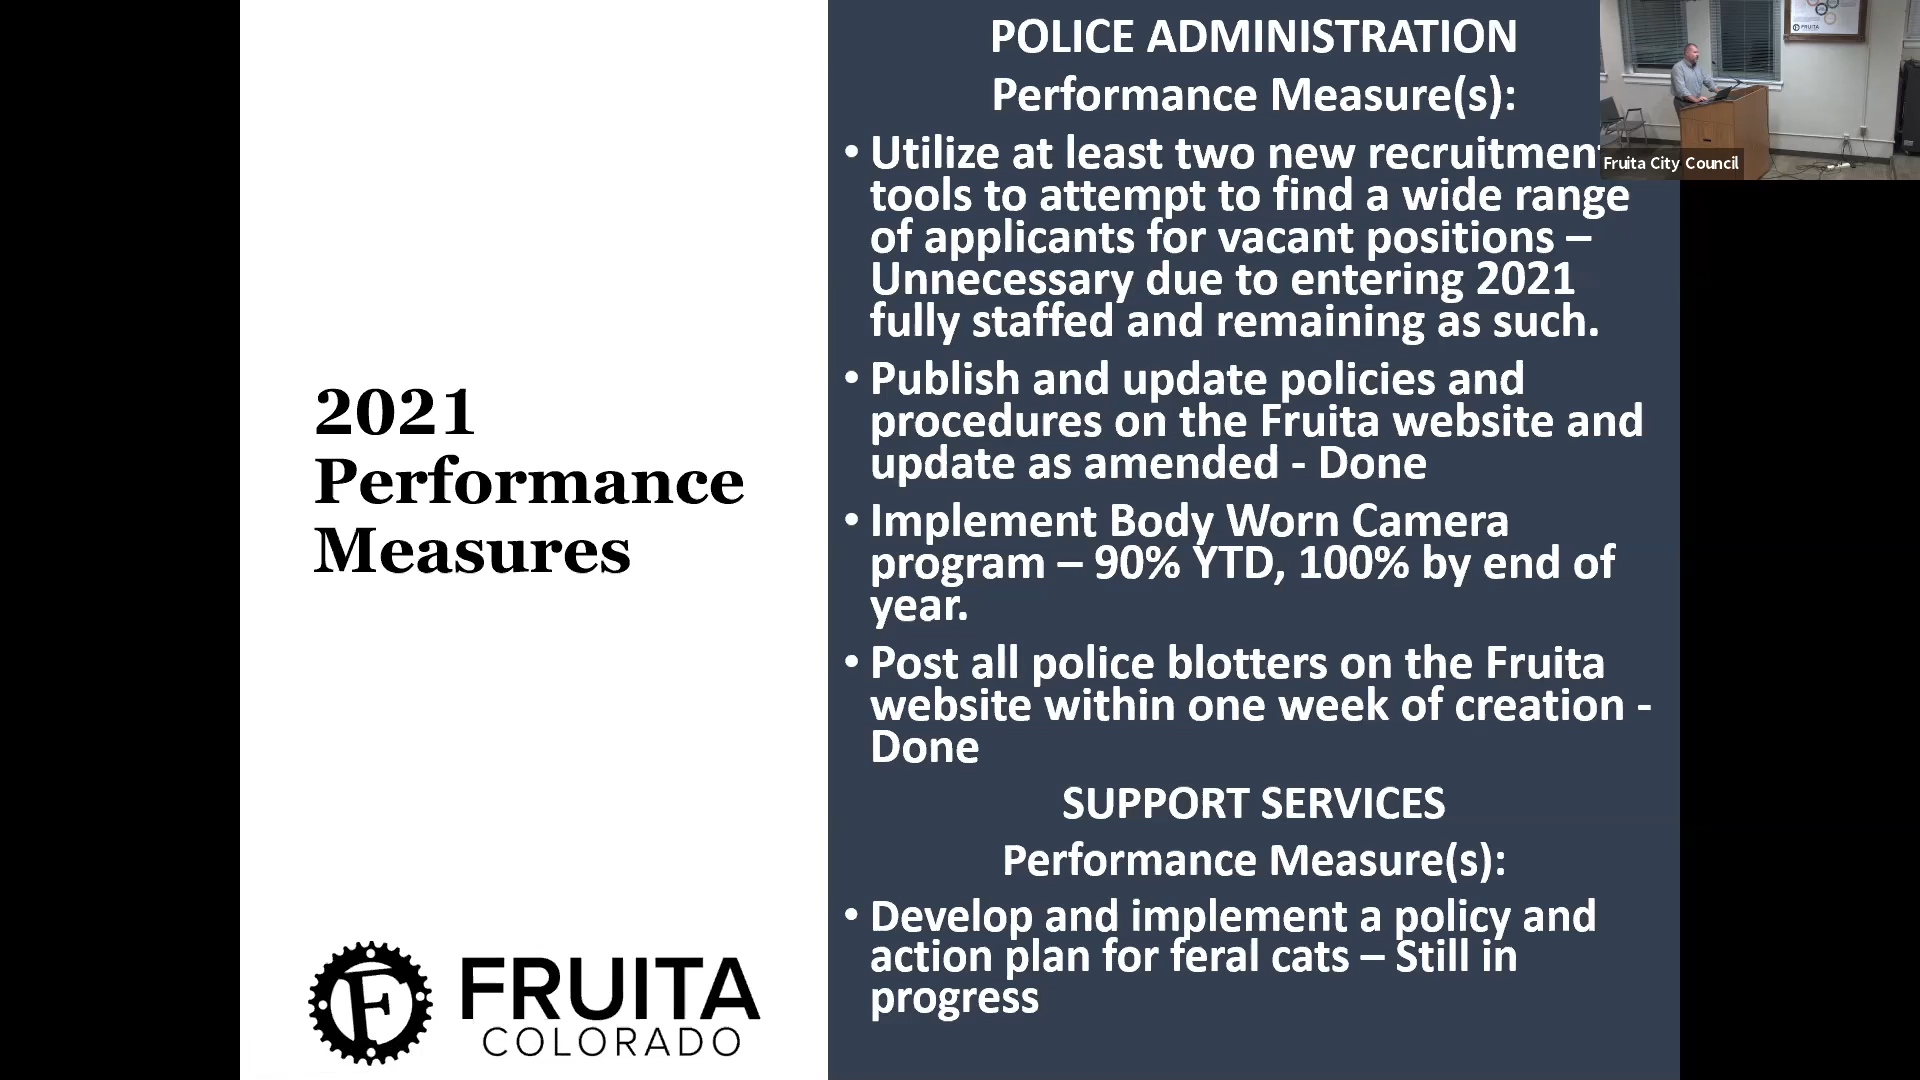 2021
Performance
Measures
FRUITA
COLORADO
POLICE ADMINISTRATION
Performance Measure(s):
• Utilize at least two new recruitment
tools to attempt to find a wide range
of applicants for vacant positions –
Unnecessary due to entering 2021
fully staffed and remaining as such.
• Publish and update policies and
procedures on the Fruita website and
update as amended - Done
• Implement Body Worn Camera
program – 90% YTD, 100% by end of
year.
• Post all police blotters on the Fruita
website within one week of creation -
Done
SUPPORT SERVICES
Performance Measure(s):
• Develop and implement a policy and
action plan for feral cats – Still in
progress
FRUITA
Fruita City Council